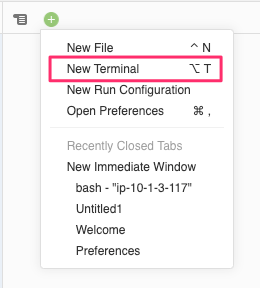 New File ^ N
New Terminal ⌥ T
New Run Configuration
Open Preferences ⌘ ,
Recently Closed Tabs
New Immediate Window
bash - "ip-10-1-3-117"
Untitled1
Welcome
Preferences